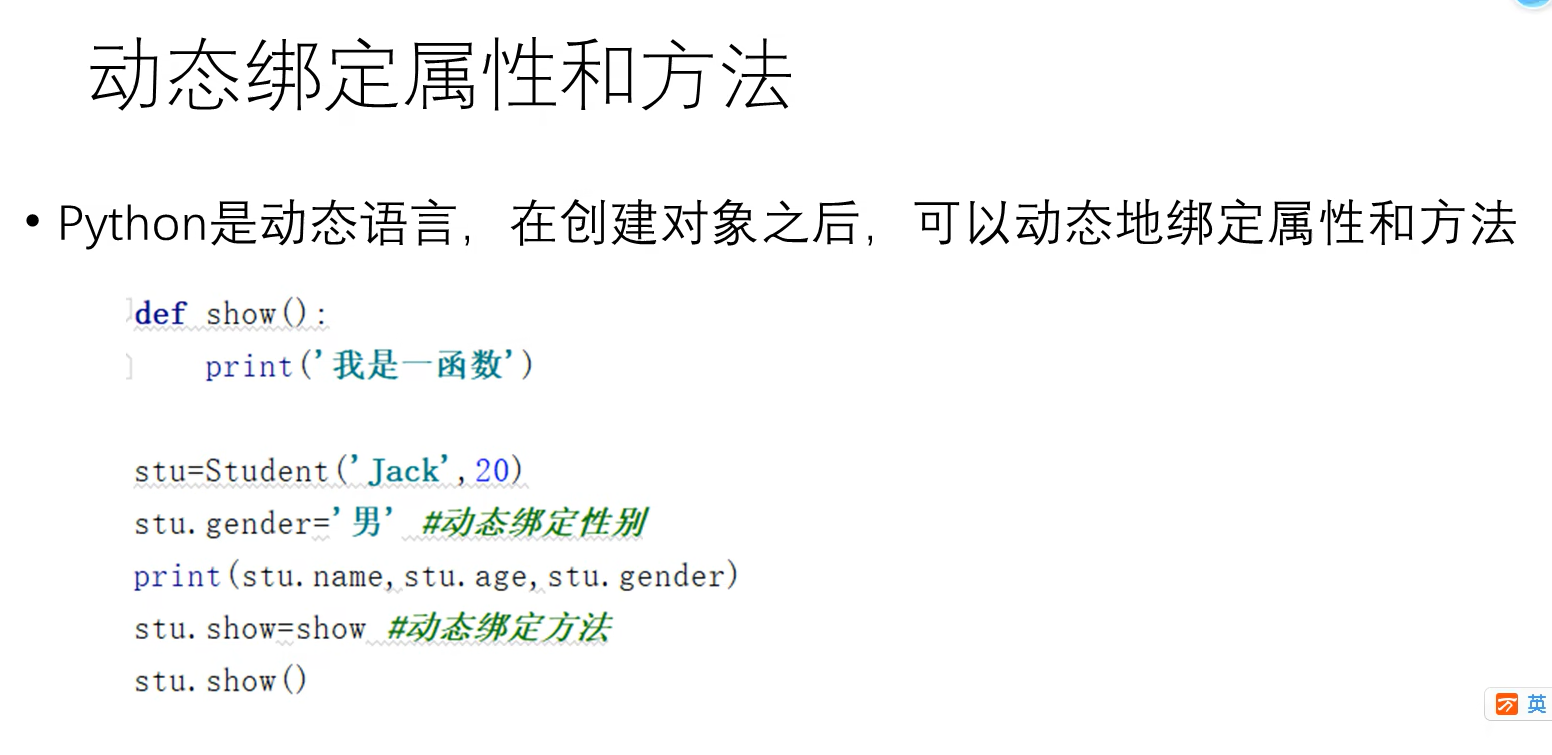 动态绑定属性和方法
• Python是动态语言，在创建对象之后，可以动态地绑定属性和方法
def show():
    print('我是一函数')
stu=Student('Jack',20)
stu.gender='男' #动态绑定性别
print(stu.name,stu.age,stu.gender)
stu.show=show #动态绑定方法
stu.show()
英